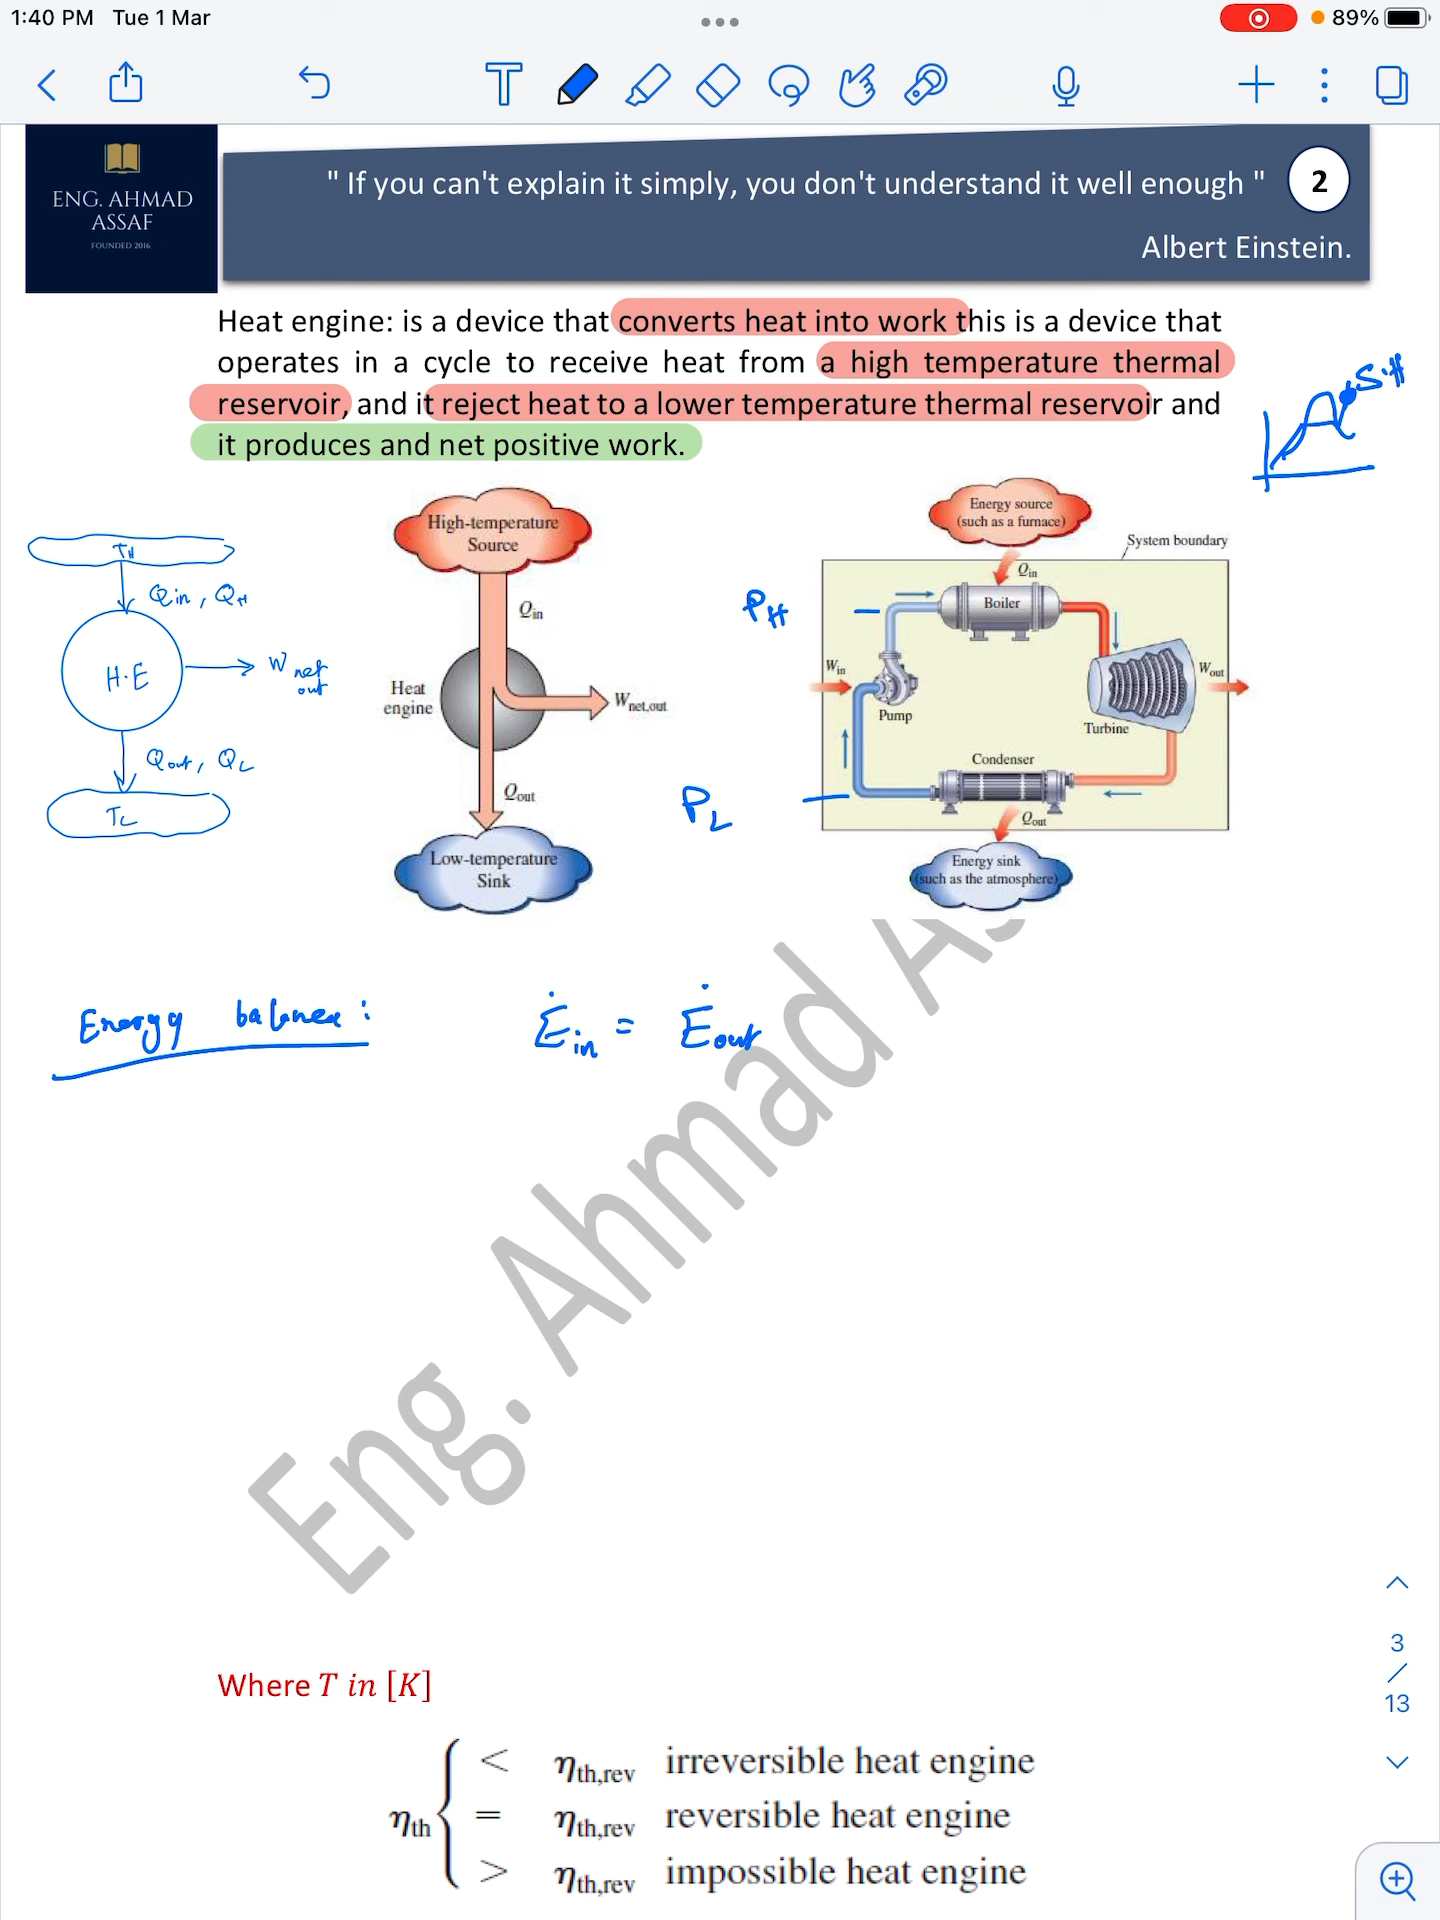 1:40 PM Tue 1 Mar
89%
ENG. AHMAD
ASSAF
FOUNDED 2016
" If you can't explain it simply, you don't understand it well enough "
2
Albert Einstein.
Heat engine: is a device that converts heat into work this is a device that
operates in a cycle to receive heat from a high temperature thermal
reservoir, and it reject heat to a lower temperature thermal reservoir and
it produces and net positive work.
TH
Qin, QH
H.E
W net out
Qout, QL
TL
High-temperature
Source
Qin
Heat
engine
Wnet,out
Qout
Low-temperature
Sink
PH
PL
Energy source
(such as a furnace)
System boundary
Qin
Boiler
Win
Pump
Wout
Turbine
Condenser
Qout
Energy sink
(such as the atmosphere)
Energy balance:
Ėin = Ėout
Eng. Ahmad As
Where T in [K]
ηth { < ηth,rev irreversible heat engine
= ηth,rev reversible heat engine
> ηth,rev impossible heat engine
3
/
13